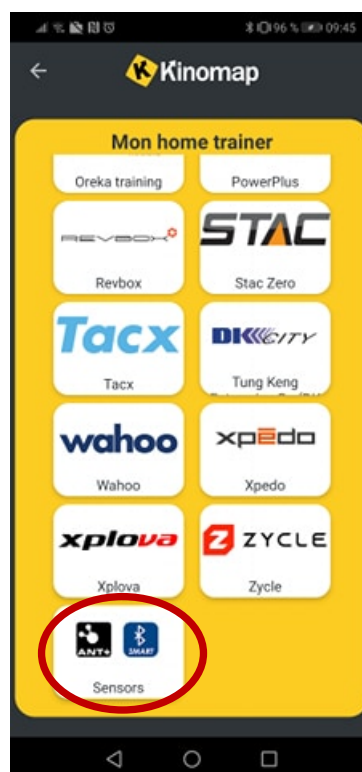 96 % 09:45
Kinomap
Mon home trainer
Oreka training PowerPlus
REVBOX STAC
Revbox Stac Zero
Tacx DKCITY
Tacx Tung Keng
wahoo xpedo
Wahoo Xpedo
xplova ZYCLE
Xplova Zycle
ANT+ SMART
Sensors